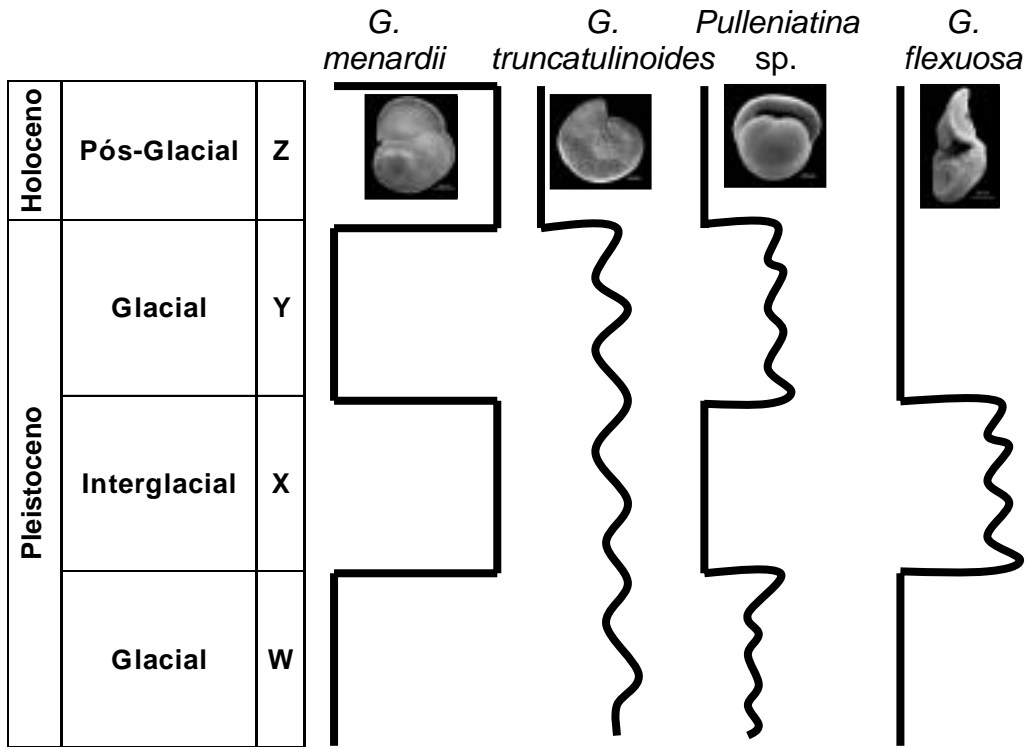 G. menardii
G. truncatulinoides
Pulleniatina sp.
G. flexuosa
Holoceno
Pós-Glacial
Z
Pleistoceno
Glacial
Y
Interglacial
X
Glacial
W